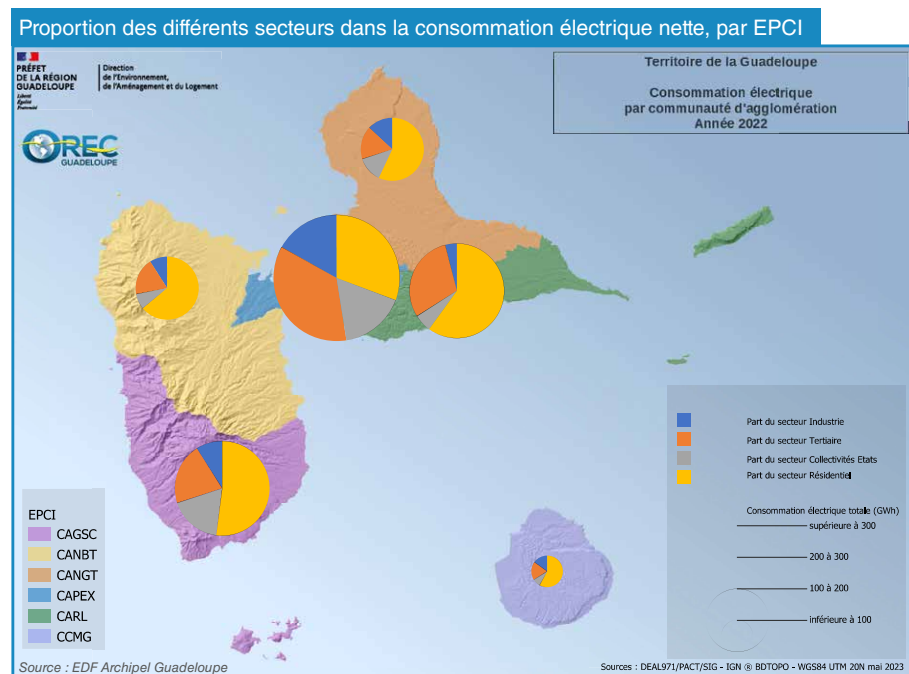 Proportion des différents secteurs dans la consommation électrique nette, par EPCI
PRÉFET
DE LA RÉGION
GUADELOUPE
Liberté
Égalité
Fraternité
Direction
de l'Environnement,
de l'Aménagement et du Logement
OREC
GUADELOUPE
Territoire de la Guadeloupe
Consommation électrique
par communauté d'agglomération
Année 2022
Part du secteur Industrie
Part du secteur Tertiaire
Part du secteur Collectivités Etats
Part du secteur Résidentiel
Consommation électrique totale (GWh)
supérieure à 300
200 à 300
100 à 200
inférieure à 100
EPCI
CAGSC
CANBT
CANGT
CAPEX
CARL
CCMG
Source : EDF Archipel Guadeloupe
Sources : DEAL971/PACT/SIG - IGN ® BDTOPO - WGS84 UTM 20N mai 2023